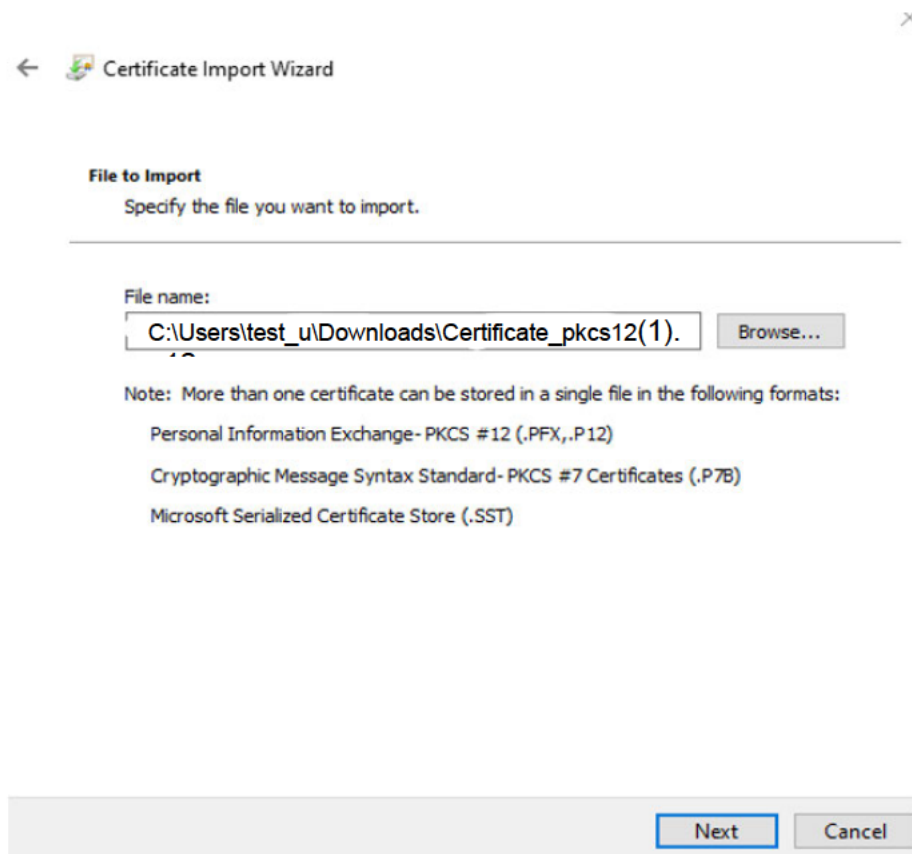 Certificate Import Wizard
File to Import
Specify the file you want to import.
File name:
C:\Users\test_u\Downloads\Certificate_pkcs12(1).
Browse...
Note: More than one certificate can be stored in a single file in the following formats:
Personal Information Exchange- PKCS #12 (.PFX,.P12)
Cryptographic Message Syntax Standard- PKCS #7 Certificates (.P7B)
Microsoft Serialized Certificate Store (.SST)
Next
Cancel